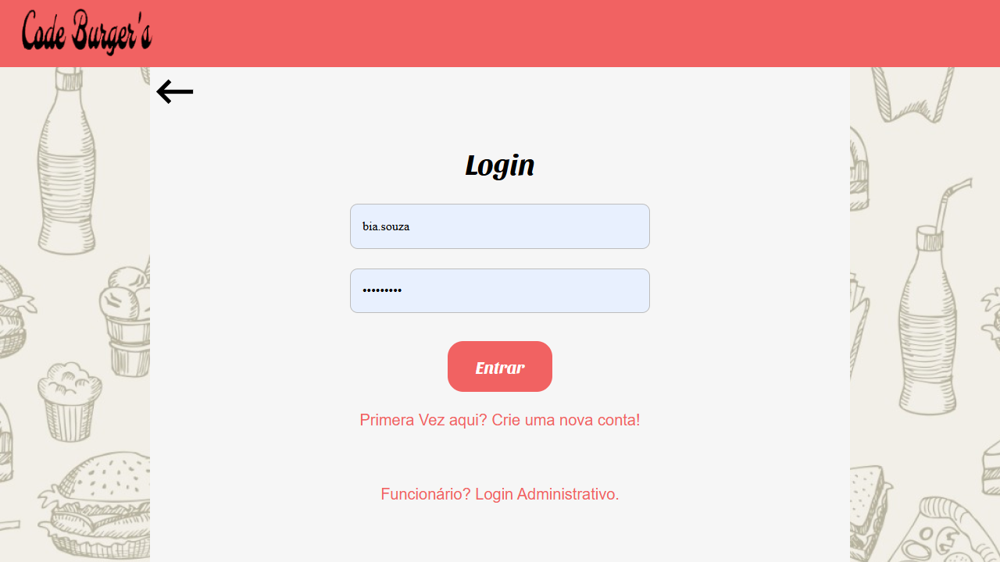 Code Burger's
Login
bia.souza
•••••••••
Entrar
Primera Vez aqui? Crie uma nova conta!
Funcionário? Login Administrativo.